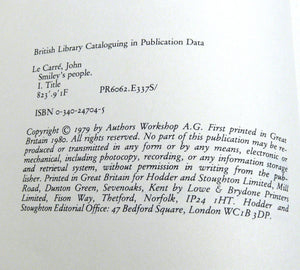 British Library Cataloguing in Publication Data
Le Carré, John
Smiley's people.
I. Title
823'.9'1F PR6062.E337S/
ISBN 0-340-24704-5
Copyright © 1979 by Authors Workshop A.G. First printed in Great
Britain 1980. All rights reserved. No part of this publication may be re-
produced or transmitted in any form or by any means, electronic or
mechanical, including photocopy, recording, or any information storage
and retrieval system, without permission in writing from the pub-
lisher. Printed in Great Britain for Hodder and Stoughton Limited, Mill
Road, Dunton Green, Sevenoaks, Kent by Lowe & Brydone Printers
Limited, Fison Way, Thetford, Norfolk, IP24 1HT. Hodder and
Stoughton Editorial Office: 47 Bedford Square, London WC1B 3DP.